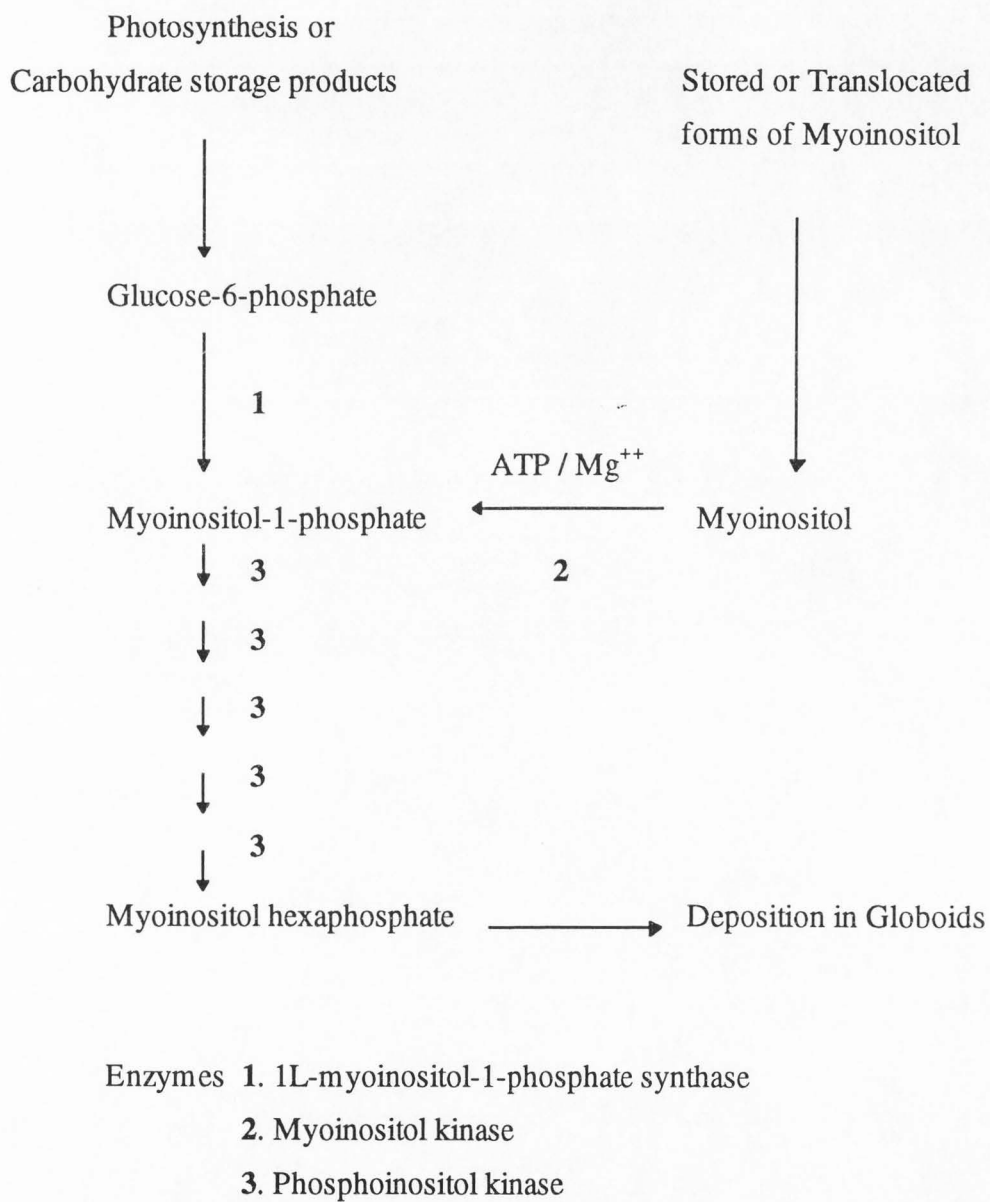 Photosynthesis or
Carbohydrate storage products
Stored or Translocated
forms of Myoinositol
Glucose-6-phosphate
1
ATP / Mg++
Myoinositol-1-phosphate
Myoinositol
3
2
3
3
3
3
Myoinositol hexaphosphate
Deposition in Globoids
Enzymes 1. 1L-myoinositol-1-phosphate synthase
2. Myoinositol kinase
3. Phosphoinositol kinase